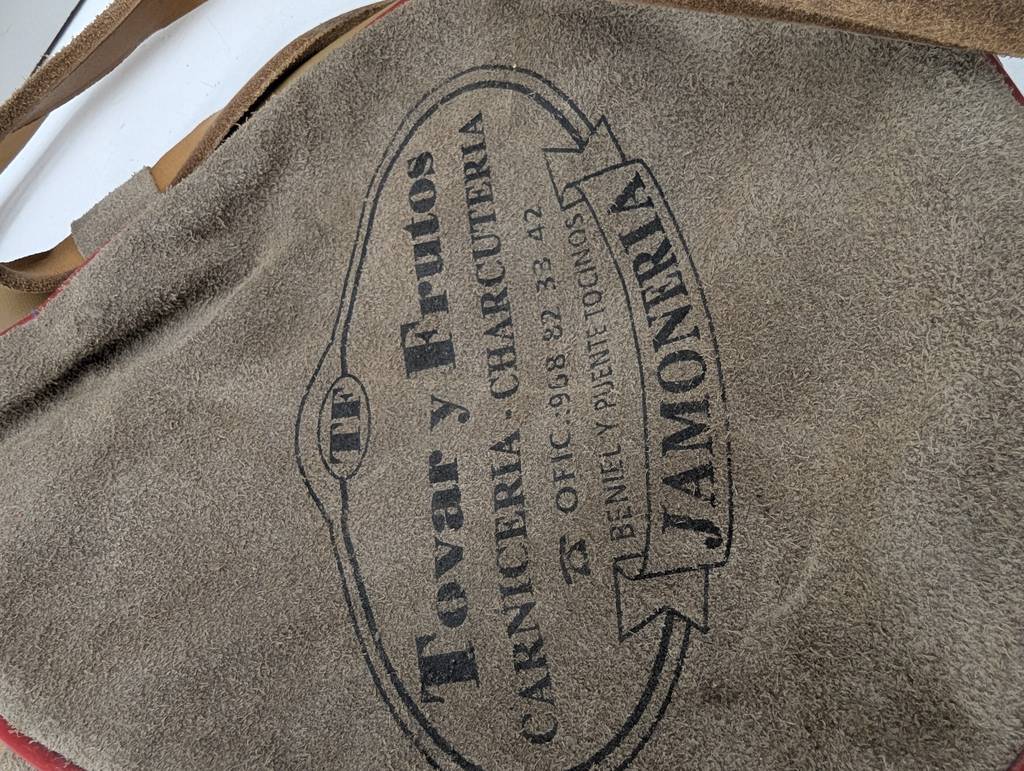 TF
Tovar y Frutos
CARNICERIA - CHARCUTERIA
☎ OFIC.: 968 82 33 42
BENIEL Y PUENTE TOCINOS
JAMONERIA